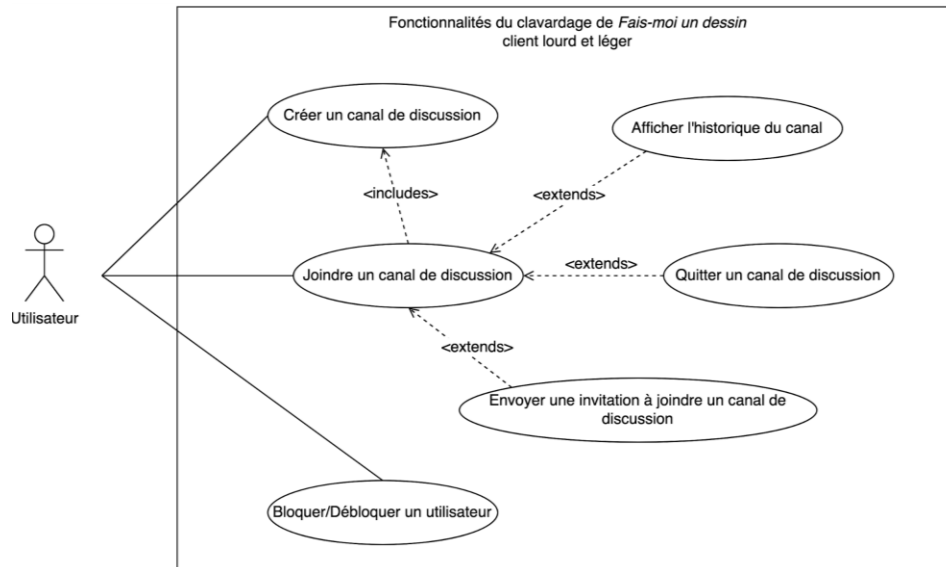 Fonctionnalités du clavardage de Fais-moi un dessin
client lourd et léger
Créer un canal de discussion
Afficher l'historique du canal
<includes>
<extends>
Joindre un canal de discussion
<extends>
Quitter un canal de discussion
Utilisateur
<extends>
Envoyer une invitation à joindre un canal de
discussion
Bloquer/Débloquer un utilisateur